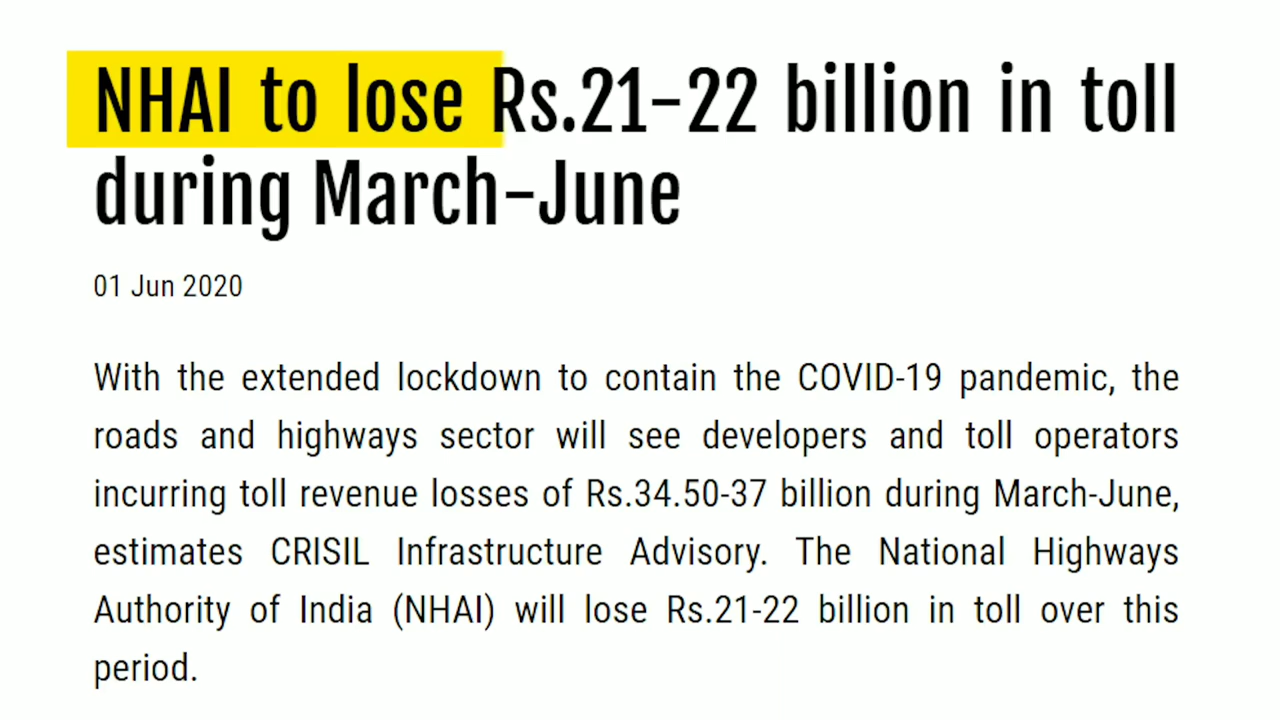 NHAI to lose Rs.21-22 billion in toll
during March-June
01 Jun 2020
With the extended lockdown to contain the COVID-19 pandemic, the
roads and highways sector will see developers and toll operators
incurring toll revenue losses of Rs.34.50-37 billion during March-June,
estimates CRISIL Infrastructure Advisory. The National Highways
Authority of India (NHAI) will lose Rs.21-22 billion in toll over this
period.